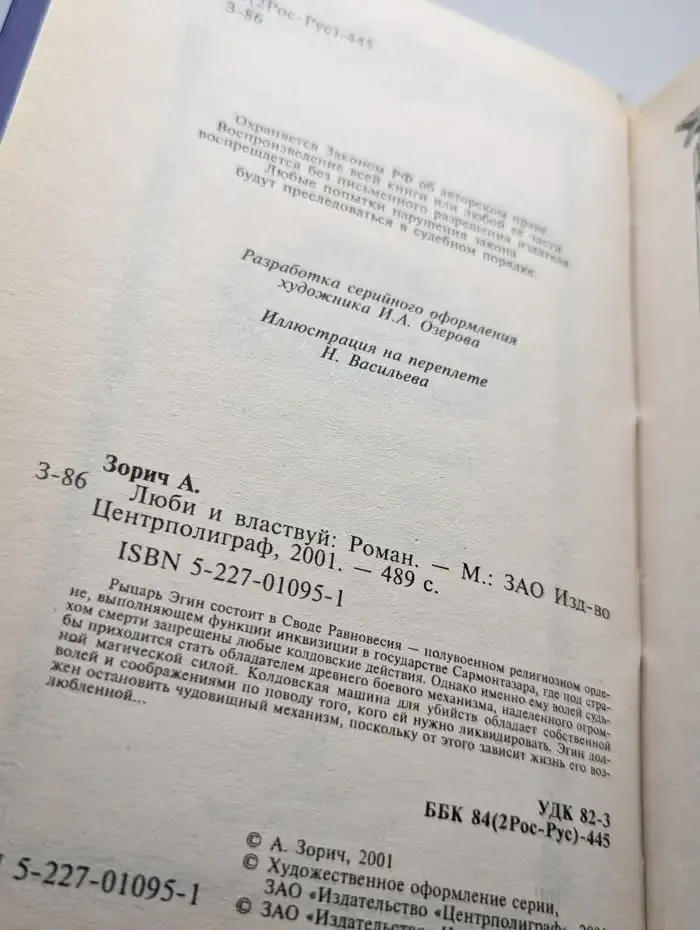 (2Рос-Рус)-445
З-86
Охраняется Законом РФ об авторском праве.
Воспроизведение всей книги или любой ее части
воспрещается без письменного разрешения издателя.
Любые попытки нарушения закона
будут преследоваться в судебном порядке.
Разработка серийного оформления
художника И.А. Озерова
Иллюстрация на переплете
Н. Васильева
Зорич А.
З-86 Люби и властвуй: Роман. — М.: ЗАО Изд-во
Центрполиграф, 2001. — 489 с.
ISBN 5-227-01095-1
Рыцарь Эгин состоит в Своде Равновесия — полувоенном религиозном орде-
не, выполняющем функции инквизиции в государстве Сармонтазара, где под стра-
хом смерти запрещены любые колдовские действия. Однако именно ему волей судь-
бы приходится стать обладателем древнего боевого механизма, наделенного огром-
ной магической силой. Колдовская машина для убийств обладает собственной
волей и соображениями по поводу того, кого ей нужно ликвидировать. Эгин дол-
жен остановить чудовищный механизм, поскольку от этого зависит жизнь его воз-
любленной...
УДК 82-3
ББК 84(2Рос-Рус)-445
© А. Зорич, 2001
© Художественное оформление серии,
ЗАО «Издательство «Центрполиграф»
5-227-01095-1
© ЗАО «Издательство